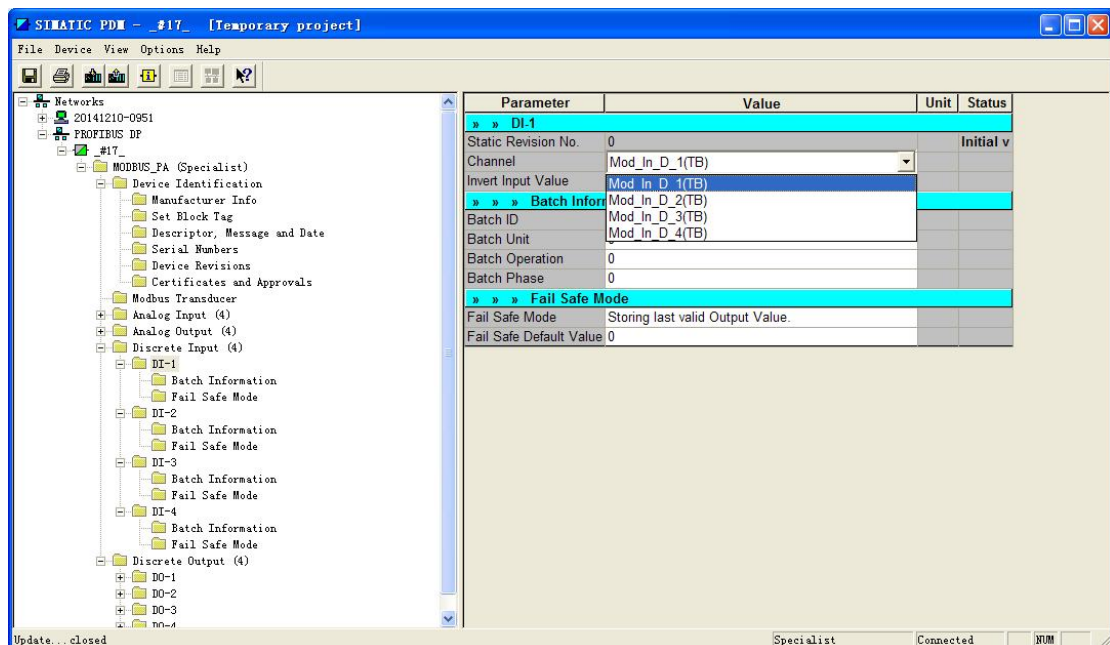 SIMATIC PDM - _#17_ [Temporary project]
File Device View Options Help
Networks
20141210-0951
PROFIBUS DP
_#17_
MODBUS_PA (Specialist)
Device Identification
Manufacturer Info
Set Block Tag
Descriptor, Message and Date
Serial Numbers
Device Revisions
Certificates and Approvals
Modbus Transducer
Analog Input (4)
Analog Output (4)
Discrete Input (4)
DI-1
Batch Information
Fail Safe Mode
DI-2
Batch Information
Fail Safe Mode
DI-3
Batch Information
Fail Safe Mode
DI-4
Batch Information
Fail Safe Mode
Discrete Output (4)
DO-1
DO-2
DO-3
DO-4
Parameter Value Unit Status
» » DI-1
Static Revision No. 0 Initial v
Channel Mod_In_D_1(TB)
Invert Input Value Mod_In_D_1(TB)
» » » Batch Infor Mod_In_D_2(TB)
Batch ID Mod_In_D_3(TB)
Batch Unit Mod_In_D_4(TB)
Batch Operation 0
Batch Phase 0
» » » Fail Safe Mode
Fail Safe Mode Storing last valid Output Value.
Fail Safe Default Value 0
Update...closed Specialist Connected NUM